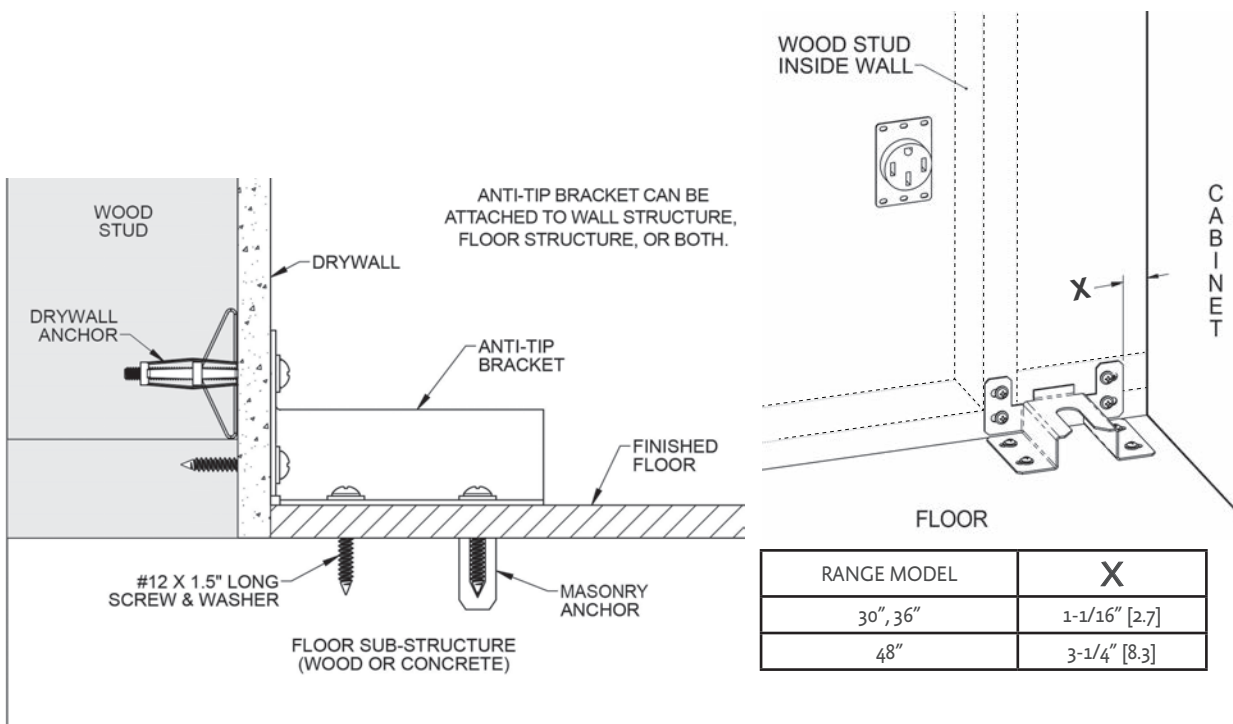 WOOD
STUD
DRYWALL
ANCHOR
DRYWALL
ANTI-TIP BRACKET CAN BE
ATTACHED TO WALL STRUCTURE,
FLOOR STRUCTURE, OR BOTH.
ANTI-TIP
BRACKET
FINISHED
FLOOR
#12 X 1.5" LONG
SCREW & WASHER
MASONRY
ANCHOR
FLOOR SUB-STRUCTURE
(WOOD OR CONCRETE)
WOOD STUD
INSIDE WALL
X
CABINET
FLOOR
RANGE MODEL X
30”, 36” 1-1/16” [2.7]
48” 3-1/4” [8.3]